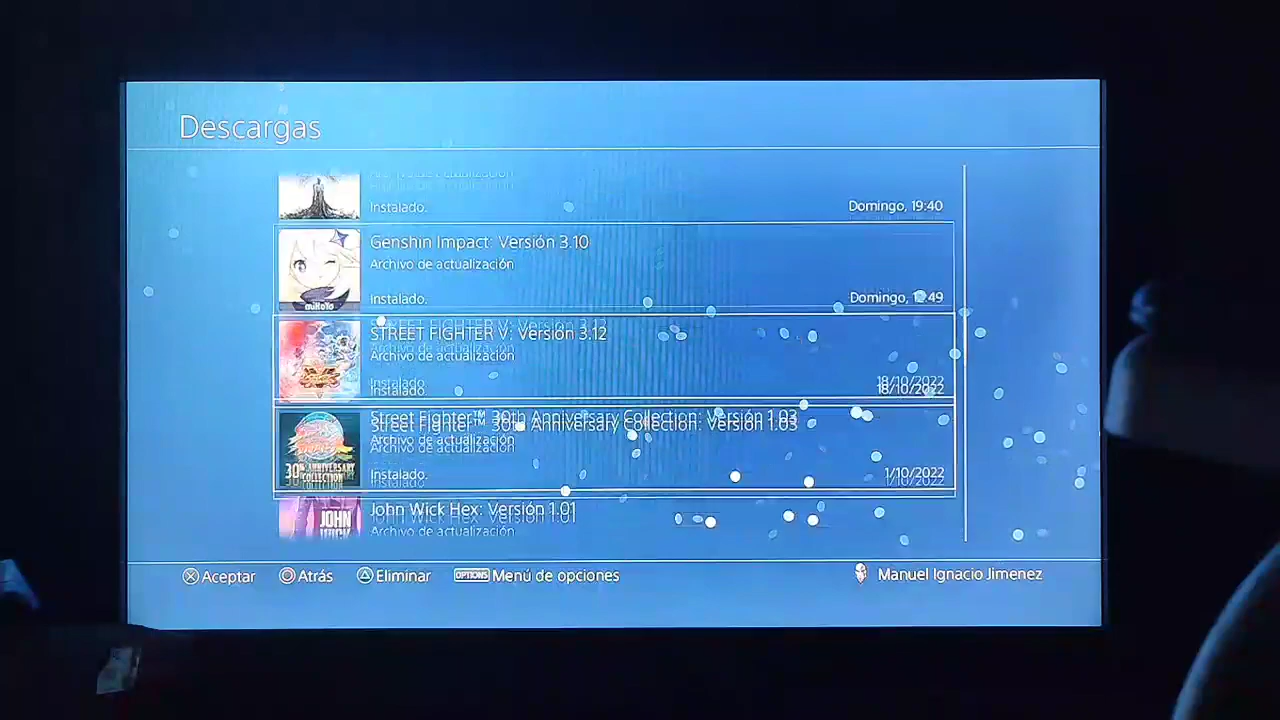 Descargas
Instalado.
Domingo, 19:40
Genshin Impact: Versión 3.10
Archivo de actualización
Instalado.
STREET FIGHTER V: Versión 3.12
Archivo de actualización
Instalado.
18/10/2022
Street Fighter™ 30th Anniversary Collection: Versión 1.03
Archivo de actualización
30th ANNIVERSARY
COLLECTION
Instalado.
1/10/2022
John Wick Hex: Versión 1.01
JOHN
WICK
Archivo de actualización
Aceptar
Atrás
Eliminar
OPTIONS Menú de opciones
Manuel Ignacio Jimenez